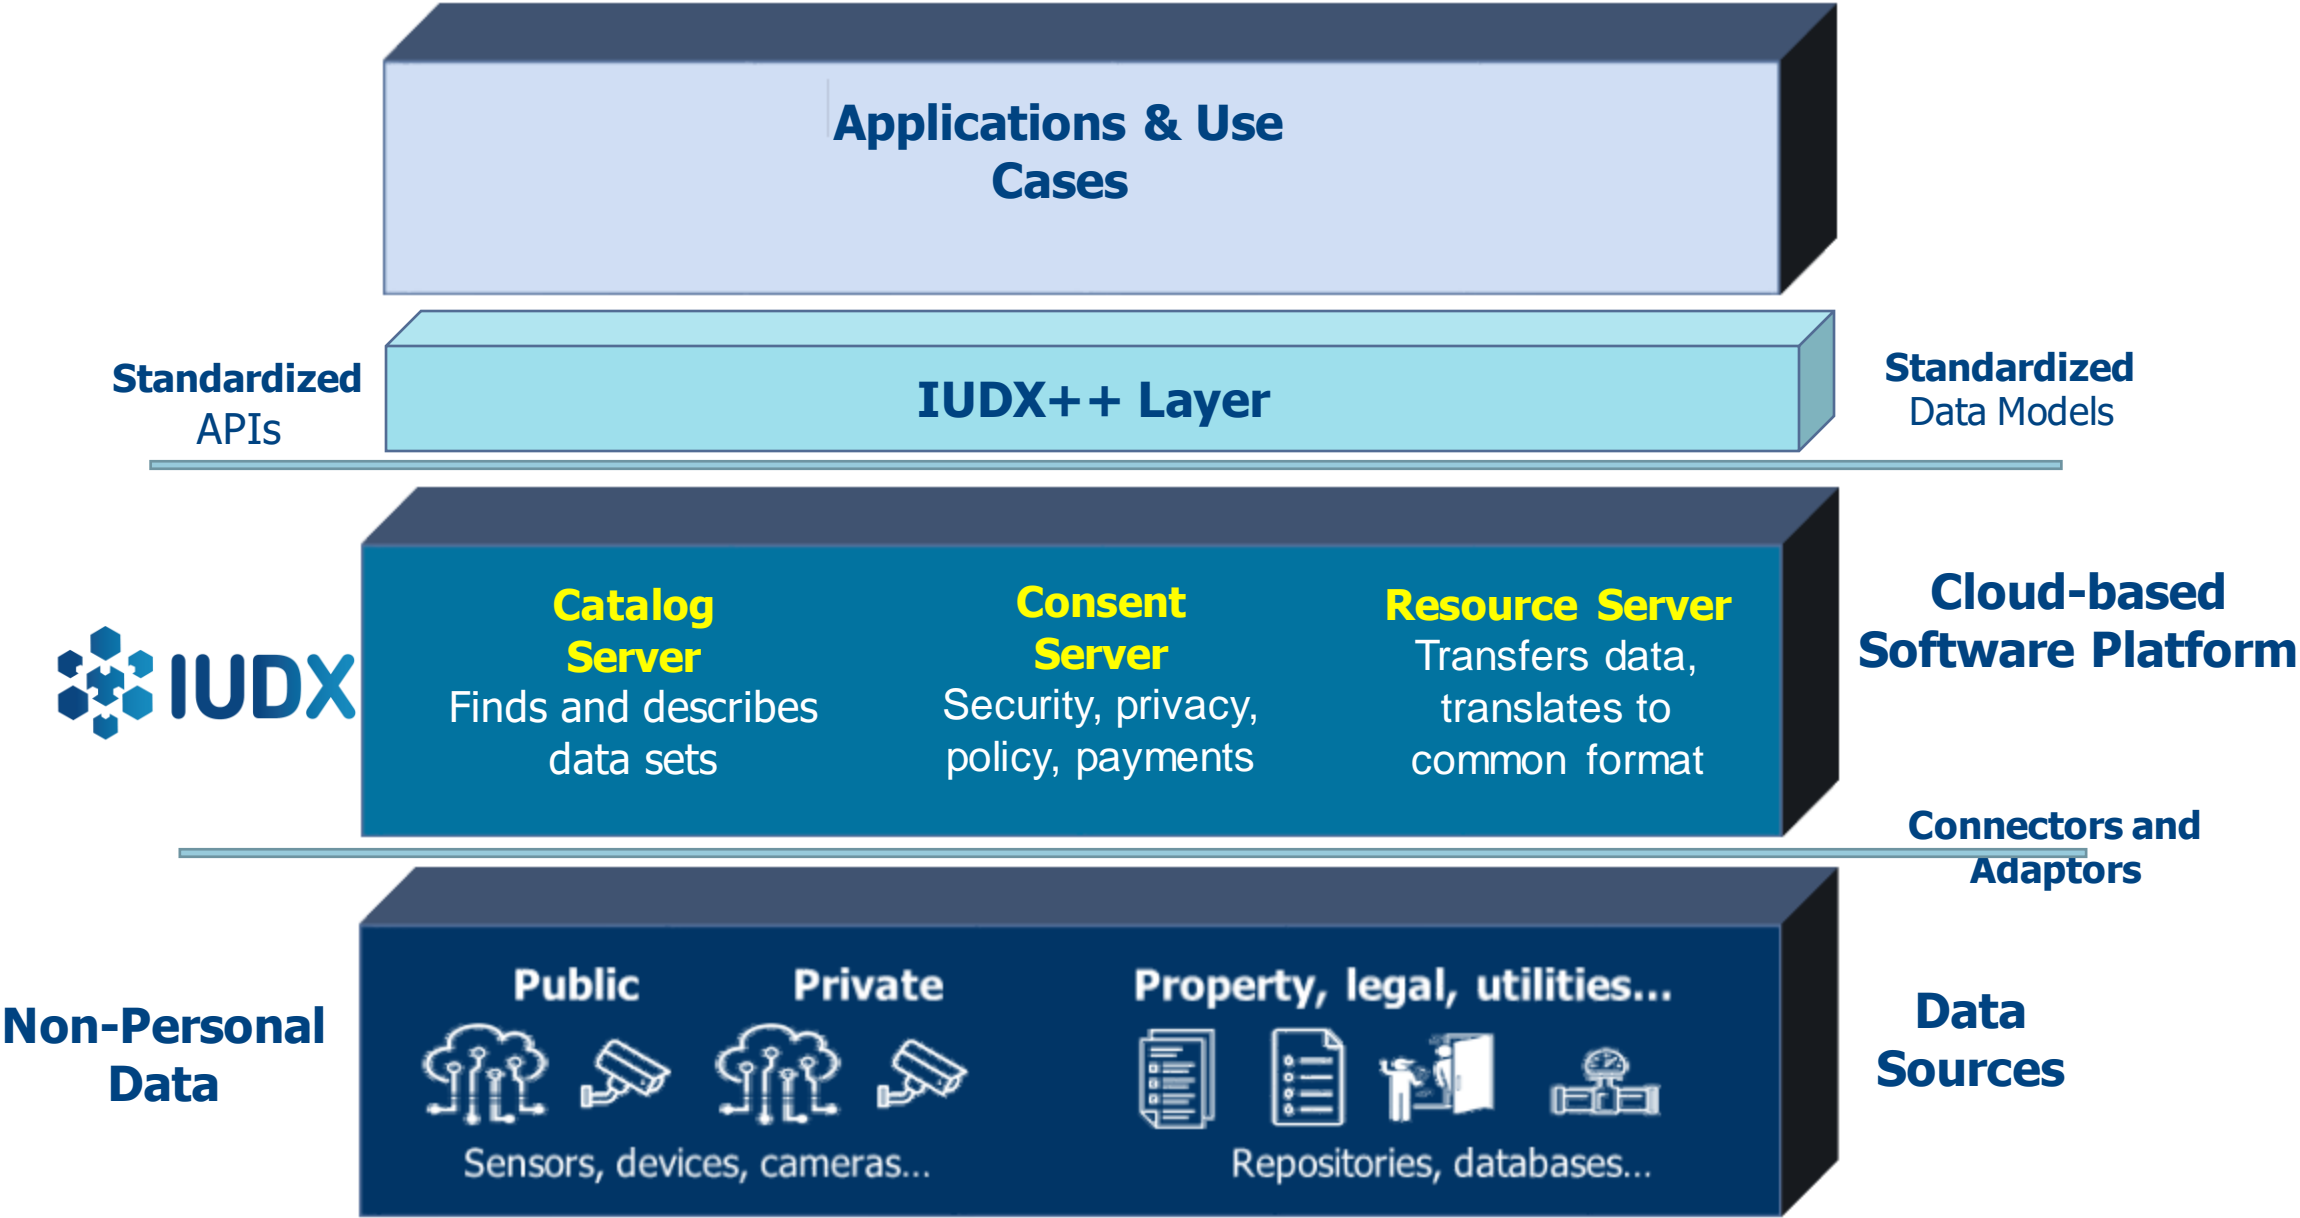 Applications & Use
Cases
Standardized
APIs
IUDX++ Layer
Standardized
Data Models
IUDX
Catalog
Server
Finds and describes
data sets
Consent
Server
Security, privacy,
policy, payments
Resource Server
Transfers data,
translates to
common format
Cloud-based
Software Platform
Connectors and
Adaptors
Non-Personal
Data
Public
Private
Sensors, devices, cameras...
Property, legal, utilities...
Repositories, databases...
Data
Sources